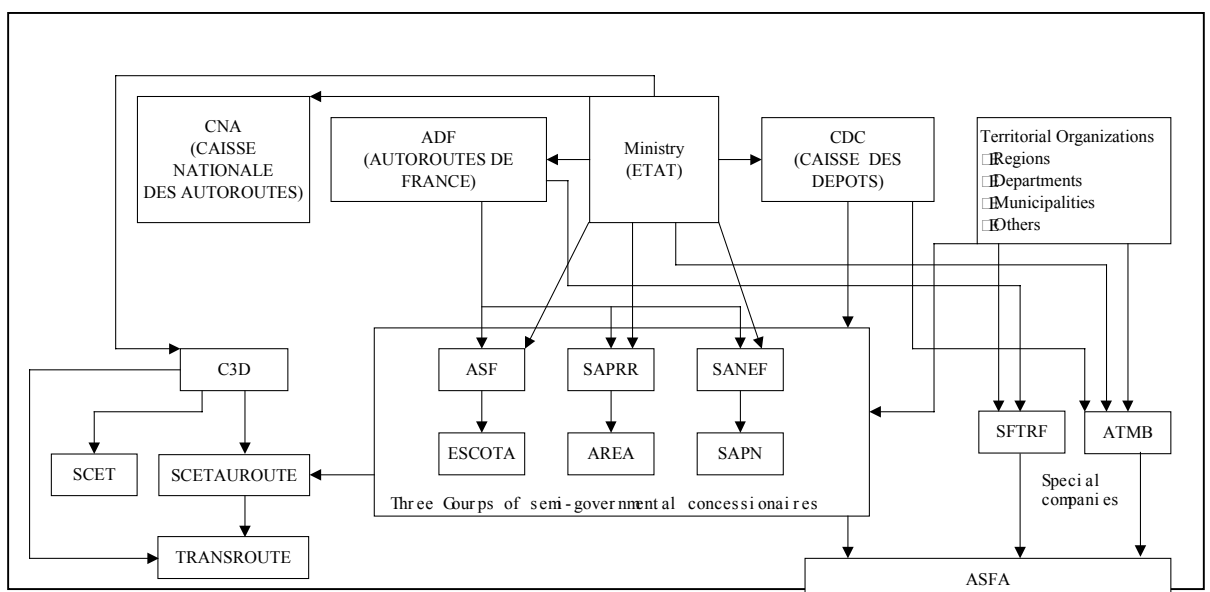 CNA
(CAISSE
NATIONALE
DES AUTOROUTES)
ADF
(AUTOROUTES DE
FRANCE)
Ministry
(ETAT)
CDC
(CAISSE DES
DEPOTS)
Territorial Organizations
Regions
Departments
Municipalities
Others
C3D
ASF
SAPRR
SANEF
SFTRF
ATMB
SCET
SCETAUROUTE
ESCOTA
AREA
SAPN
Three Gourps of semi-governmental concessionaires
Special
companies
TRANSROUTE
ASFA